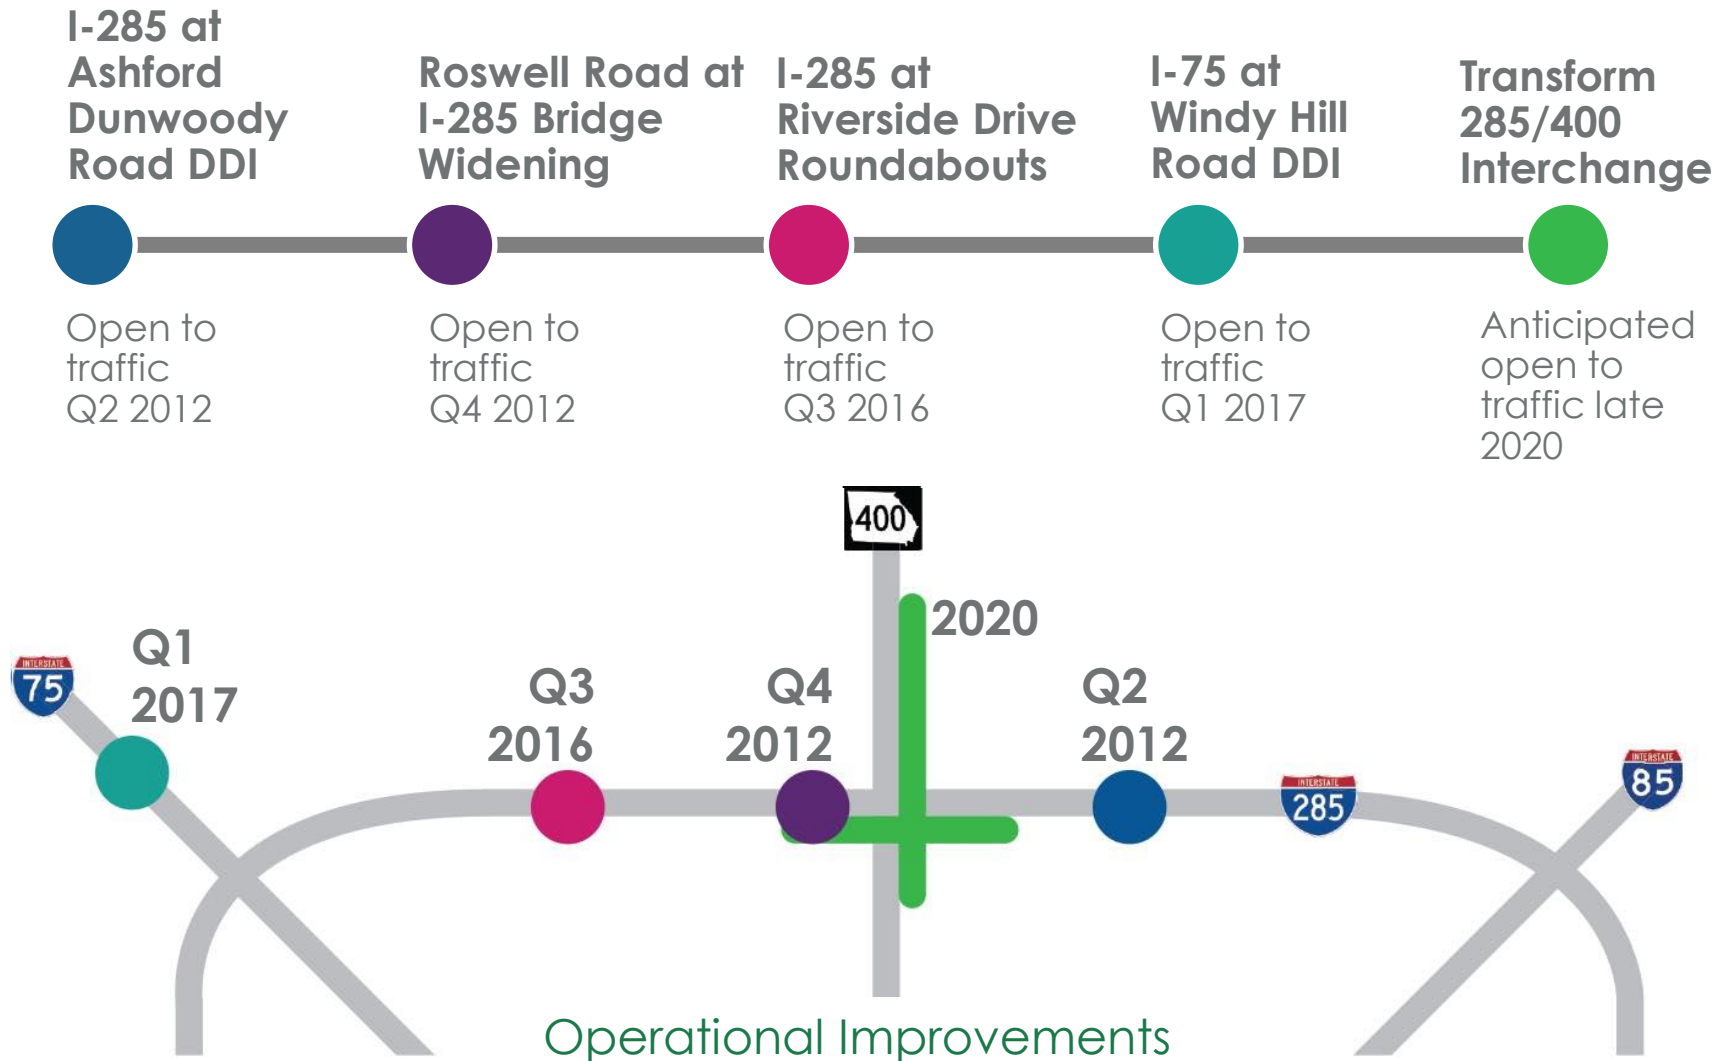 I-285 at
Ashford
Dunwoody
Road DDI
Roswell Road at
I-285 Bridge
Widening
I-285 at
Riverside Drive
Roundabouts
I-75 at
Windy Hill
Road DDI
Transform
285/400
Interchange
Open to
traffic
Q2 2012
Open to
traffic
Q4 2012
Open to
traffic
Q3 2016
Open to
traffic
Q1 2017
Anticipated
open to
traffic late
2020
400
2020
INTERSTATE
75
Q1
2017
Q3
2016
Q4
2012
Q2
2012
INTERSTATE
285
INTERSTATE
85
Operational Improvements